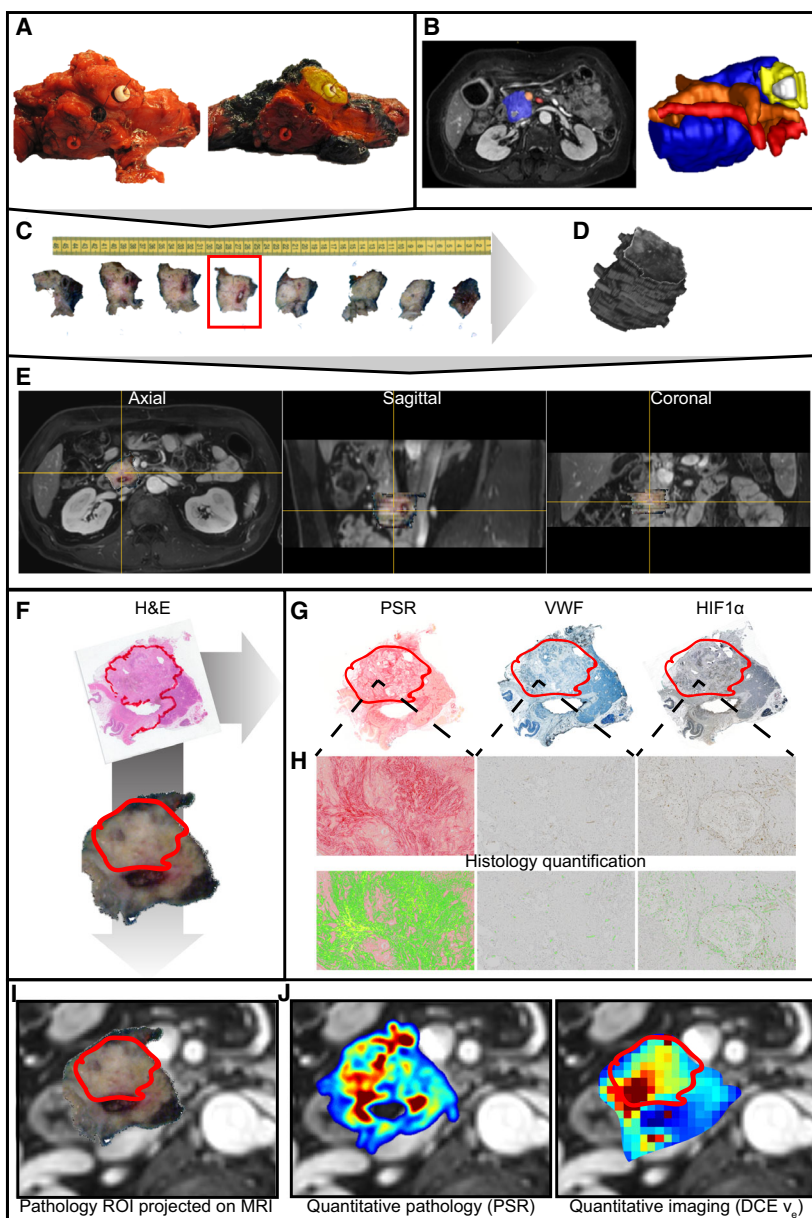 A
B
C
D
E
Axial
Sagittal
Coronal
F
H&E
G
PSR
VWF
HIF1α
H
Histology quantification
I
Pathology ROI projected on MRI
J
Quantitative pathology (PSR)
Quantitative imaging (DCE vₑ)